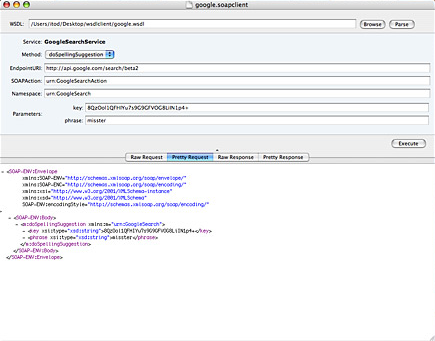 google.soapclient
WSDL: /Users/itod/Desktop/wsdlclient/google.wsdl Browse Parse
Service: GoogleSearchService
Method: doSpellingSuggestion
EndpointURI: http://api.google.com/search/beta2
SOAPAction: urn:GoogleSearchAction
Namespace: urn:GoogleSearch
Parameters:
key:
phrase: misster
Execute
Raw Request Pretty Request Raw Response Pretty Response
<SOAP-ENV:Envelope
xmlns:SOAP-ENV="http://schemas.xmlsoap.org/soap/envelope/"
xmlns:SOAP-ENC="http://schemas.xmlsoap.org/soap/encoding/"
xmlns:xsi="http://www.w3.org/2001/XMLSchema-instance"
xmlns:xsd="http://www.w3.org/2001/XMLSchema"
SOAP-ENV:encodingStyle="http://schemas.xmlsoap.org/soap/encoding/"
>
- <SOAP-ENV:Body>
- <m:doSpellingSuggestion xmlns:m="urn:GoogleSearch">
- <key xsi:type="xsd:string"></key>
- <phrase xsi:type="xsd:string">misster</phrase>
</m:doSpellingSuggestion>
</SOAP-ENV:Body>
</SOAP-ENV:Envelope>